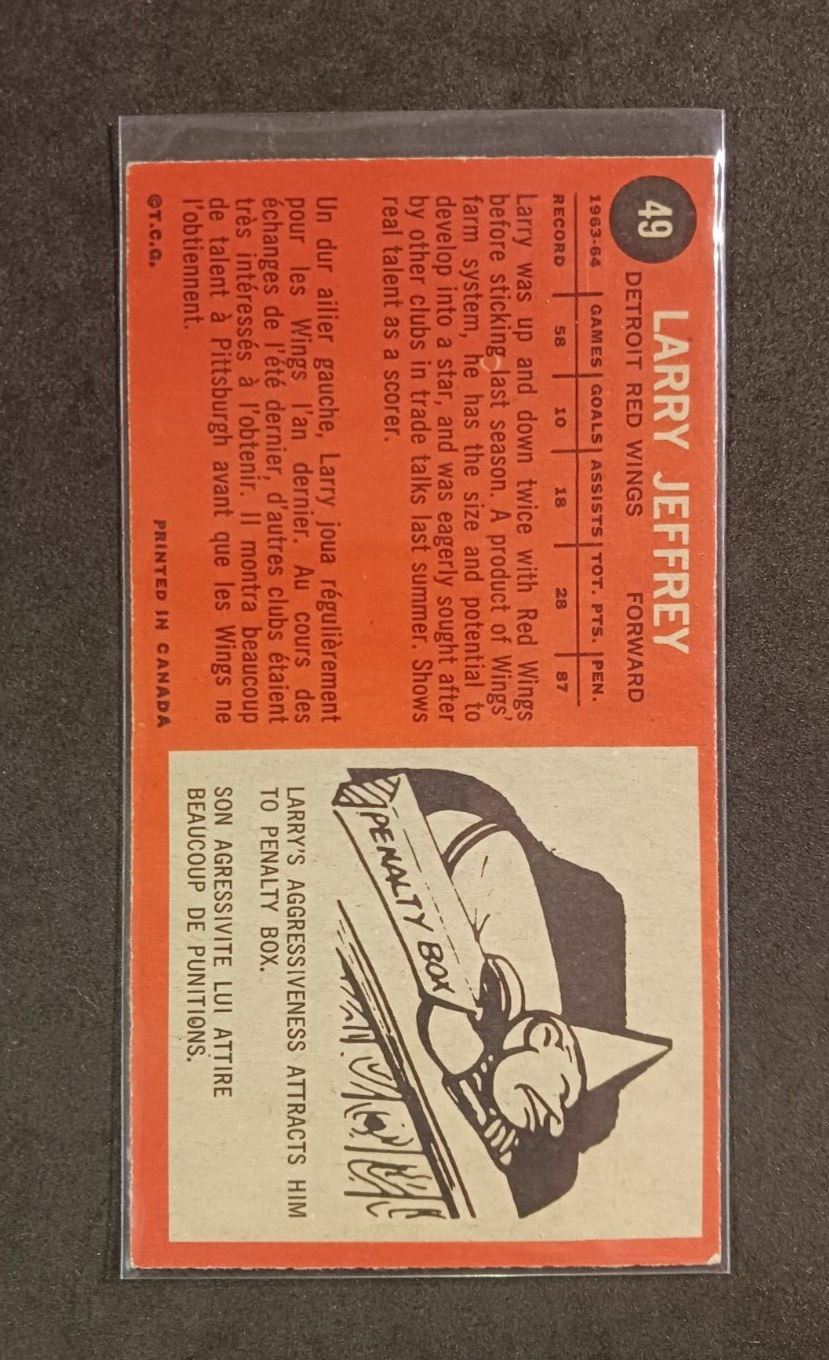 49
LARRY JEFFREY
DETROIT RED WINGS FORWARD
1963-64 GAMES GOALS ASSISTS TOT. PTS. PEN.
RECORD 58 10 18 28 87
Larry was up and down twice with Red Wings
before sticking last season. A product of Wings'
farm system, he has the size and potential to
develop into a star, and was eagerly sought after
by other clubs in trade talks last summer. Shows
real talent as a scorer.
Un dur ailier gauche, Larry joua régulièrement
pour les Wings l'an dernier. Au cours des
échanges de l'été dernier, d'autres clubs étaient
très intéressés à l'obtenir. Il montra beaucoup
de talent à Pittsburgh avant que les Wings ne
l'obtiennent.
©T.C.G. PRINTED IN CANADA
PENALTY BOX
LARRY'S AGGRESSIVENESS ATTRACTS HIM
TO PENALTY BOX.
SON AGRESSIVITE LUI ATTIRE
BEAUCOUP DE PUNITIONS.